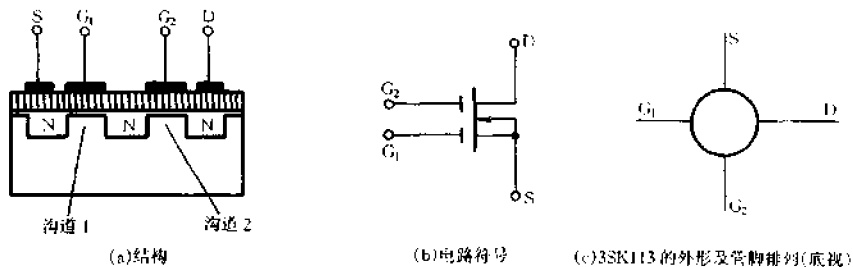 S G₁ G₂ D
N N N
沟道 1 沟道 2
(a)结构
D
G₂
G₁
S
(b)电路符号
S
G₁ D
G₂
(c)3SK113 的外形及管脚排列(底视)